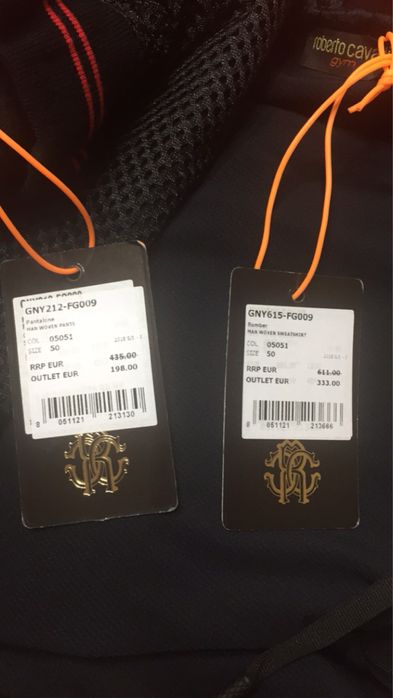 roberto cava
gym
GNY212-FG009
Pantalone
MAN WOVEN PANTS
COL 05051
SIZE 50
RRP EUR 435.00
OUTLET EUR 198.00
8 051121 213130
GNY615-FG009
Bomber
MAN WOVEN SWEATSHIRT
COL 05051
SIZE 50
RRP EUR 611.00
OUTLET EUR 333.00
8 051121 213666